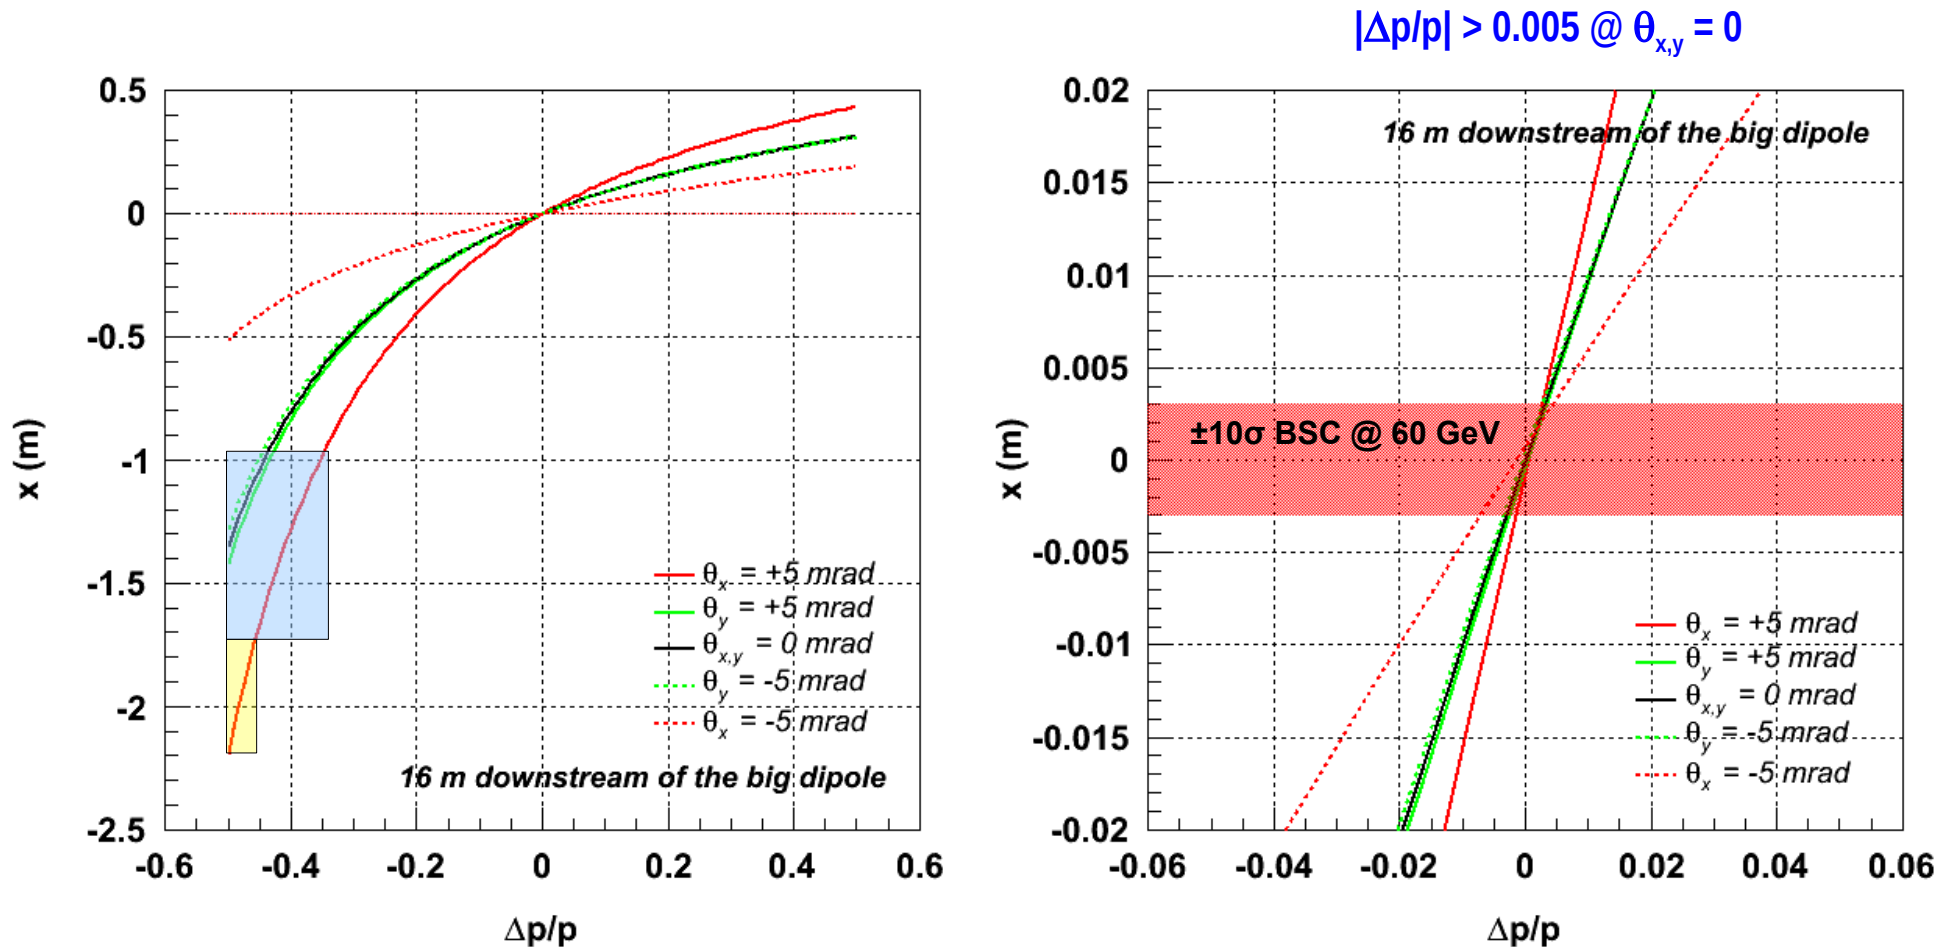 |Δp/p| > 0.005 @ θx,y = 0
0.5
0
-0.5
-1
-1.5
-2
-2.5
x (m)
-0.6
-0.4
-0.2
0
0.2
0.4
0.6
Δp/p
θx = +5 mrad
θy = +5 mrad
θx,y = 0 mrad
θy = -5 mrad
θx = -5 mrad
16 m downstream of the big dipole
0.02
0.015
0.01
0.005
0
-0.005
-0.01
-0.015
-0.02
x (m)
16 m downstream of the big dipole
±10σ BSC @ 60 GeV
θx = +5 mrad
θy = +5 mrad
θx,y = 0 mrad
θy = -5 mrad
θx = -5 mrad
-0.06
-0.04
-0.02
0
0.02
0.04
0.06
Δp/p